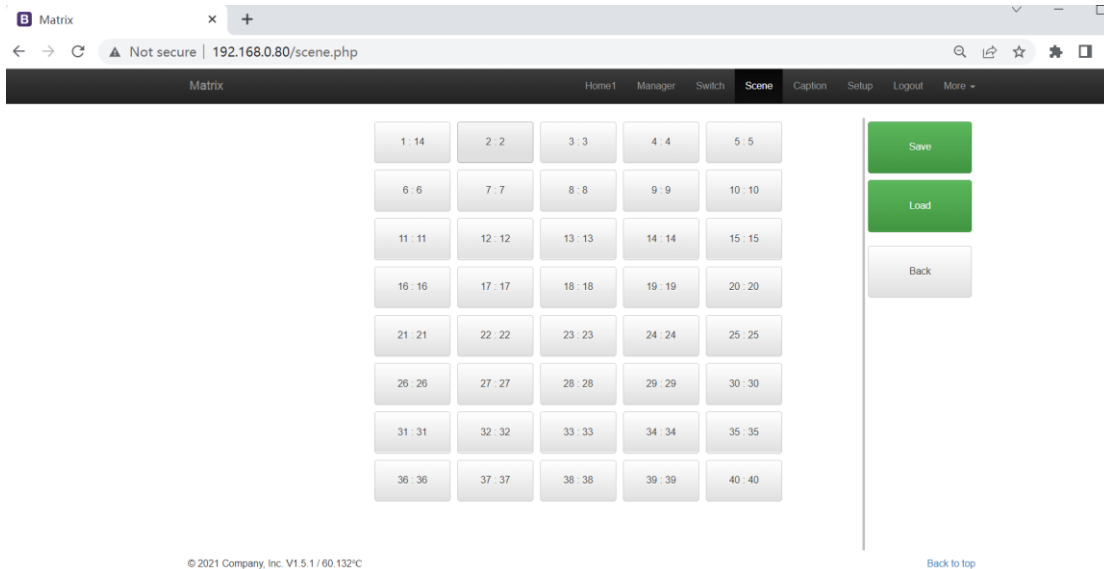 B Matrix
Not secure | 192.168.0.80/scene.php
Matrix Home1 Manager Switch Scene Caption Setup Logout More
1 : 14 2 : 2 3 : 3 4 : 4 5 : 5 Save
6 : 6 7 : 7 8 : 8 9 : 9 10 : 10 Load
11 : 11 12 : 12 13 : 13 14 : 14 15 : 15
16 : 16 17 : 17 18 : 18 19 : 19 20 : 20 Back
21 : 21 22 : 22 23 : 23 24 : 24 25 : 25
26 : 26 27 : 27 28 : 28 29 : 29 30 : 30
31 : 31 32 : 32 33 : 33 34 : 34 35 : 35
36 : 36 37 : 37 38 : 38 39 : 39 40 : 40
© 2021 Company, Inc. V1.5.1 / 60.132°C Back to top